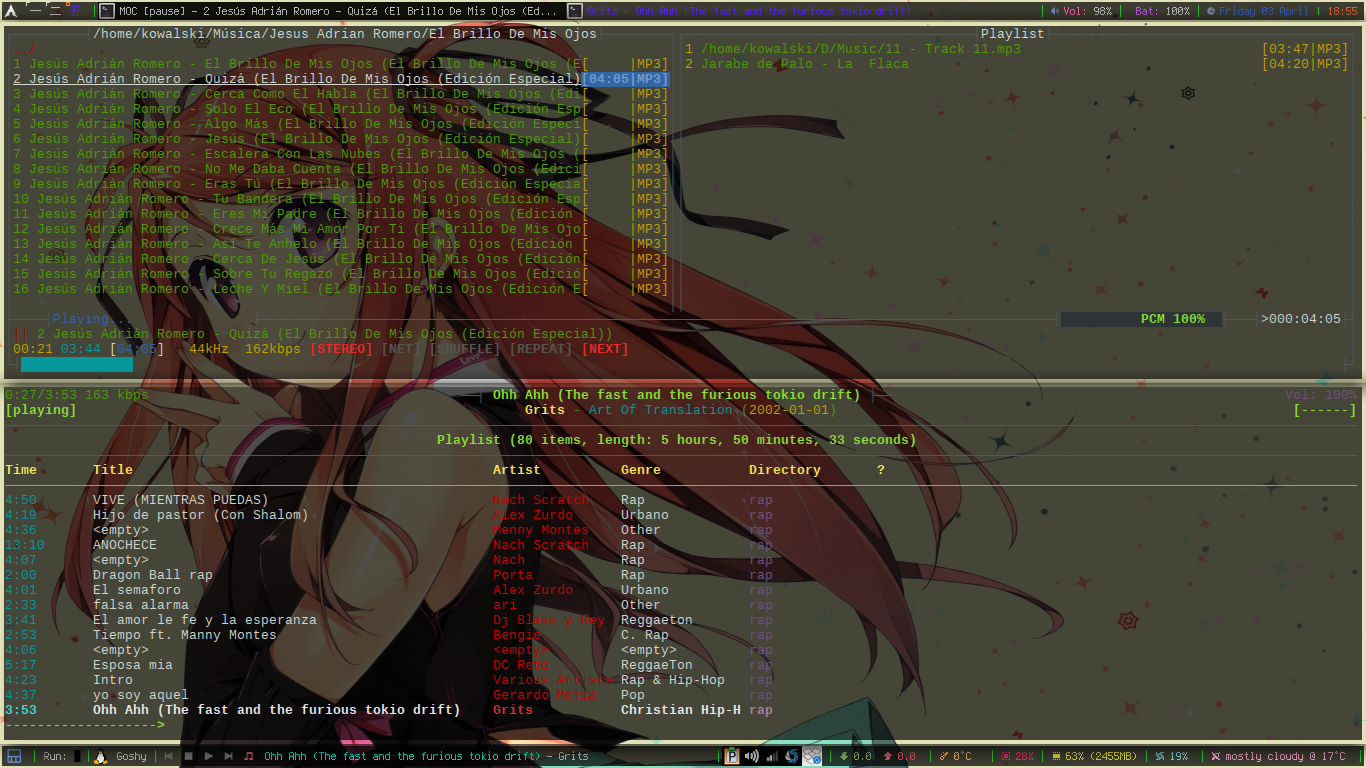 MOC [pause] - 2 Jesús Adrián Romero - Quizá (El Brillo De Mis Ojos (Ed... Grits - Ohh Ahh (The fast and the furious tokio drift) Vol: 98% Bat: 100% Friday 03 April 18:55
/home/kowalski/Música/Jesus Adrian Romero/El Brillo De Mis Ojos
../
1 Jesús Adrián Romero - El Brillo De Mis Ojos (El Brillo De Mis Ojos (E[ |MP3]
2 Jesús Adrián Romero - Quizá (El Brillo De Mis Ojos (Edición Especial)[04:05|MP3]
3 Jesús Adrián Romero - Cerca Como El Habla (El Brillo De Mis Ojos (Edi[ |MP3]
4 Jesús Adrián Romero - Solo El Eco (El Brillo De Mis Ojos (Edición Esp[ |MP3]
5 Jesús Adrián Romero - Algo Más (El Brillo De Mis Ojos (Edición Especi[ |MP3]
6 Jesús Adrián Romero - Jesús (El Brillo De Mis Ojos (Edición Especial)[ |MP3]
7 Jesús Adrián Romero - Escalera Con Las Nubes (El Brillo De Mis Ojos ([ |MP3]
8 Jesús Adrián Romero - No Me Daba Cuenta (El Brillo De Mis Ojos (Edici[ |MP3]
9 Jesús Adrián Romero - Eras Tú (El Brillo De Mis Ojos (Edición Especia[ |MP3]
10 Jesús Adrián Romero - Tu Bandera (El Brillo De Mis Ojos (Edición Esp[ |MP3]
11 Jesús Adrián Romero - Eres Mi Padre (El Brillo De Mis Ojos (Edición [ |MP3]
12 Jesús Adrián Romero - Crece Más Mi Amor Por Ti (El Brillo De Mis Ojo[ |MP3]
13 Jesús Adrián Romero - Así Te Anhelo (El Brillo De Mis Ojos (Edición [ |MP3]
14 Jesús Adrián Romero - Cerca De Jesús (El Brillo De Mis Ojos (Edición[ |MP3]
15 Jesús Adrián Romero - Sobre Tu Regazo (El Brillo De Mis Ojos (Edició[ |MP3]
16 Jesús Adrián Romero - Leche Y Miel (El Brillo De Mis Ojos (Edición E[ |MP3]
Playlist
1 /home/kowalski/D/Music/11 - Track 11.mp3 [03:47|MP3]
2 Jarabe de Palo - La Flaca [04:20|MP3]
Playing... PCM 100% >000:04:05
|| 2 Jesús Adrián Romero - Quizá (El Brillo De Mis Ojos (Edición Especial))
00:21 03:44 [04:05] 44kHz 162kbps [STEREO] [NET] [SHUFFLE] [REPEAT] [NEXT]
Love
0:27/3:53 163 kbps Ohh Ahh (The fast and the furious tokio drift) Vol: 100%
[playing] Grits - Art Of Translation (2002-01-01) [------]
Playlist (80 items, length: 5 hours, 50 minutes, 33 seconds)
Time Title Artist Genre Directory ?
4:50 VIVE (MIENTRAS PUEDAS) Nach Scratch Rap rap
4:19 Hijo de pastor (Con Shalom) Alex Zurdo Urbano rap
4:36 <empty> Menny Montes Other rap
13:10 ANOCHECE Nach Scratch Rap rap
4:07 <empty> Nach Rap rap
2:00 Dragon Ball rap Porta Rap rap
4:01 El semaforo Alex Zurdo Urbano rap
2:33 falsa alarma ari Other rap
3:41 El amor le fe y la esperanza Dj Blass y Rey Reggaeton rap
2:53 Tiempo ft. Manny Montes Bengie C. Rap rap
4:06 <empty> <empty> <empty> rap
5:17 Esposa mia DC Reto ReggaeTon rap
4:23 Intro Various Artists Rap & Hip-Hop rap
4:37 yo soy aquel Gerardo Mejia Pop rap
3:53 Ohh Ahh (The fast and the furious tokio drift) Grits Christian Hip-H rap
------------------->
Run: Goshy Ohh Ahh (The fast and the furious tokio drift) - Grits P 0.0 0.0 0°C 28% 63% (2455MB) 19% mostly cloudy @ 17°C